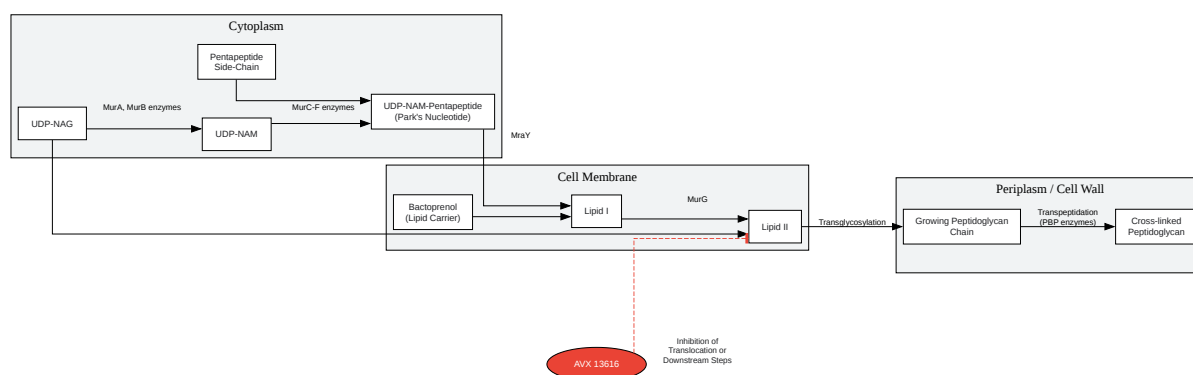 Cytoplasm
Pentapeptide
Side-Chain
MurA, MurB enzymes
MurC-F enzymes
UDP-NAG
UDP-NAM
UDP-NAM-Pentapeptide
(Park's Nucleotide)
MraY
Cell Membrane
Bactoprenol
(Lipid Carrier)
Lipid I
MurG
Lipid II
Transglycosylation
Periplasm / Cell Wall
Growing Peptidoglycan
Chain
Transpeptidation
(PBP enzymes)
Cross-linked
Peptidoglycan
AVX 13616
Inhibition of
Translocation or
Downstream Steps